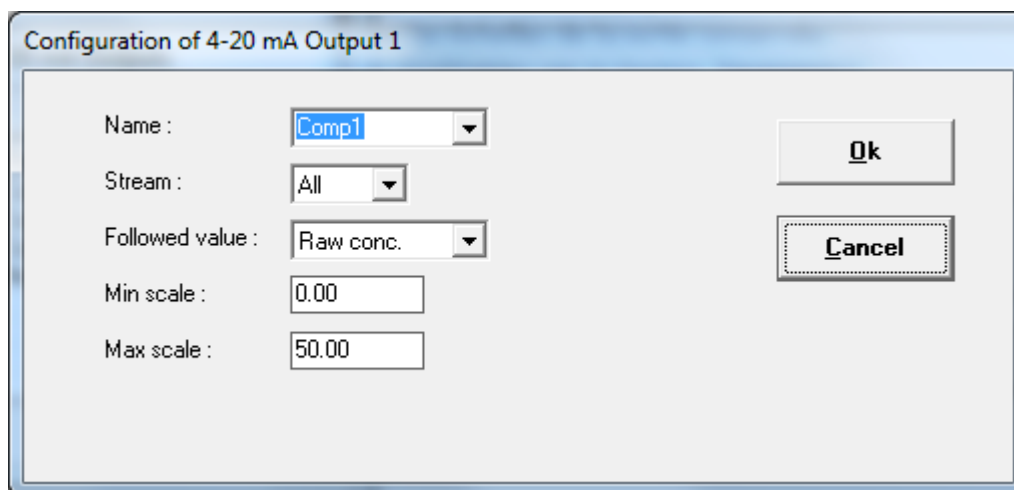 Configuration of 4-20 mA Output 1
Name :
Comp1
Stream :
All
Followed value :
Raw conc.
Min scale :
0.00
Max scale :
50.00
Ok
Cancel